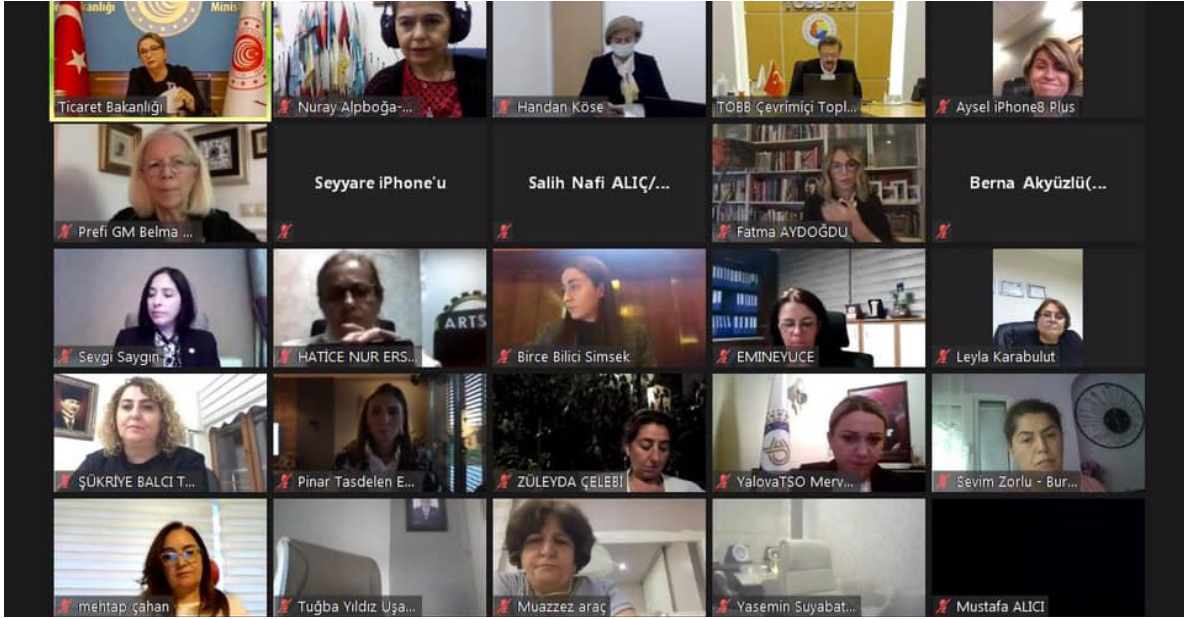 Ticaret Bakanlığı
Nuray Alpboğa-...
Handan Köse
TOBB Çevrimiçi Topl...
Aysel iPhone8 Plus
Prefi GM Belma ...
Seyyare iPhone'u
Salih Nafi ALIÇ/...
Fatma AYDOĞDU
Berna Akyüzlü(...
Sevgi Saygın
HATİCE NUR ERS...
ARTS
Birce Bilici Simsek
EMINEYUCE
Leyla Karabulut
ŞÜKRİYE BALCI T...
Pinar Tasdelen E...
ZÜLEYDA ÇELEBİ
YalovaTSO Merv...
Sevim Zorlu - Bur...
mehtap çahan
Tuğba Yıldız Uşa...
Muazzez araç
Yasemin Suyabat...
Mustafa ALICI